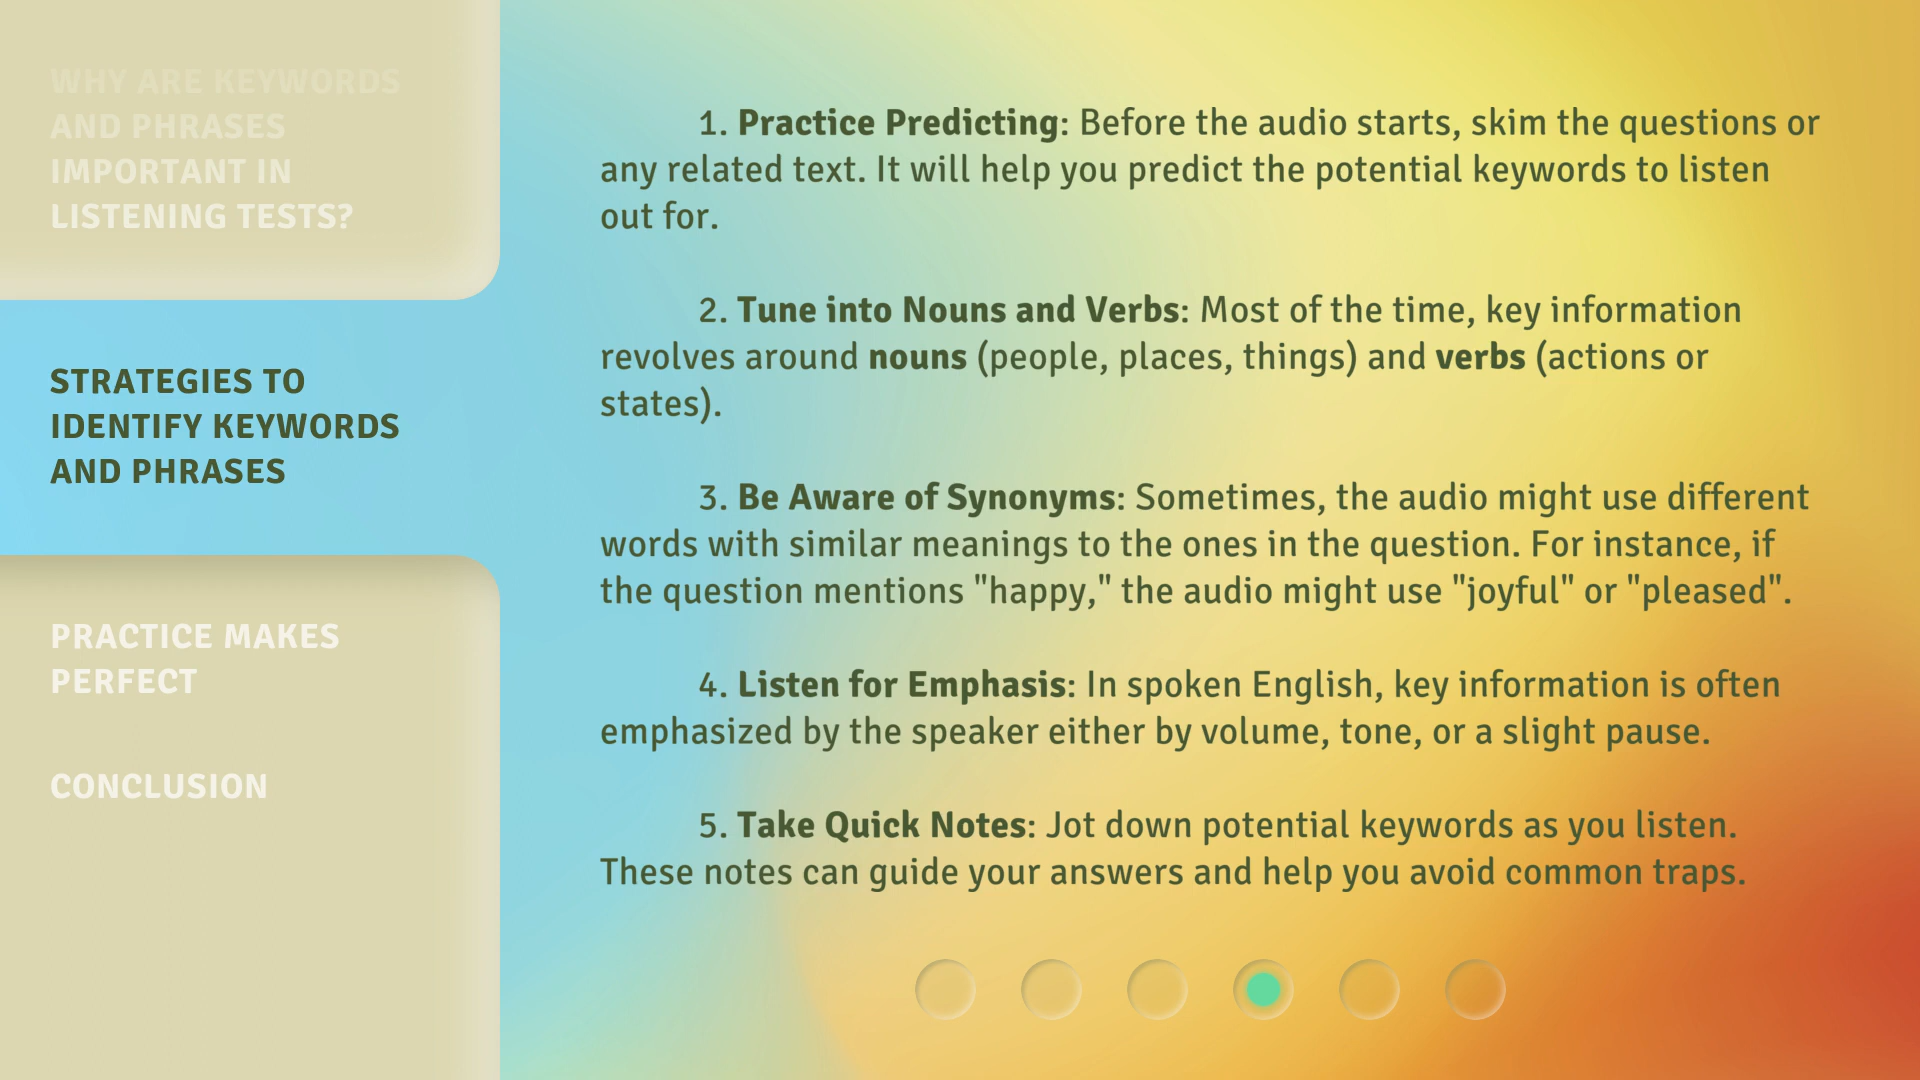 WHY ARE KEYWORDS
AND PHRASES
IMPORTANT IN
LISTENING TESTS?
STRATEGIES TO
IDENTIFY KEYWORDS
AND PHRASES
PRACTICE MAKES
PERFECT
CONCLUSION
1. Practice Predicting: Before the audio starts, skim the questions or
any related text. It will help you predict the potential keywords to listen
out for.
2. Tune into Nouns and Verbs: Most of the time, key information
revolves around nouns (people, places, things) and verbs (actions or
states).
3. Be Aware of Synonyms: Sometimes, the audio might use different
words with similar meanings to the ones in the question. For instance, if
the question mentions "happy," the audio might use "joyful" or "pleased".
4. Listen for Emphasis: In spoken English, key information is often
emphasized by the speaker either by volume, tone, or a slight pause.
5. Take Quick Notes: Jot down potential keywords as you listen.
These notes can guide your answers and help you avoid common traps.